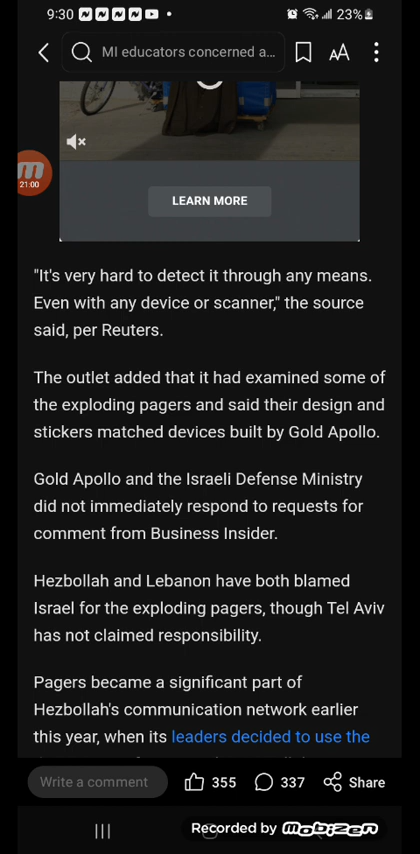 9:30
23%
MI educators concerned a...
AA
m
21:00
LEARN MORE
"It's very hard to detect it through any means.
Even with any device or scanner," the source
said, per Reuters.
The outlet added that it had examined some of
the exploding pagers and said their design and
stickers matched devices built by Gold Apollo.
Gold Apollo and the Israeli Defense Ministry
did not immediately respond to requests for
comment from Business Insider.
Hezbollah and Lebanon have both blamed
Israel for the exploding pagers, though Tel Aviv
has not claimed responsibility.
Pagers became a significant part of
Hezbollah's communication network earlier
this year, when its leaders decided to use the
Write a comment
355
337
Share
Recorded by mobizen